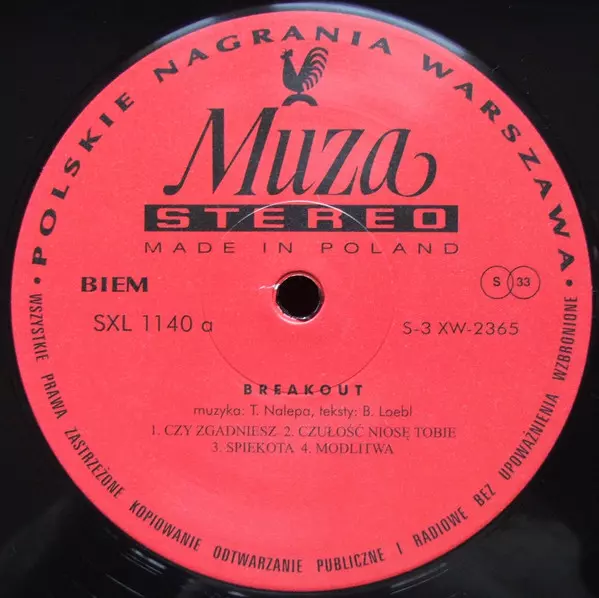 • POLSKIE NAGRANIA WARSZAWA •
Muza
STEREO
MADE IN POLAND
BIEM
S 33
SXL 1140 a
S-3 XW-2365
BREAKOUT
muzyka: T. Nalepa, teksty: B. Loebl
1. CZY ZGADNIESZ 2. CZUŁOŚĆ NIOSĘ TOBIE
3. SPIEKOTA 4. MODLITWA
WSZYSTKIE PRAWA ZASTRZEŻONE KOPIOWANIE ODTWARZANIE PUBLICZNE I RADIOWE BEZ UPOWAŻNIENIA WZBRONIONE